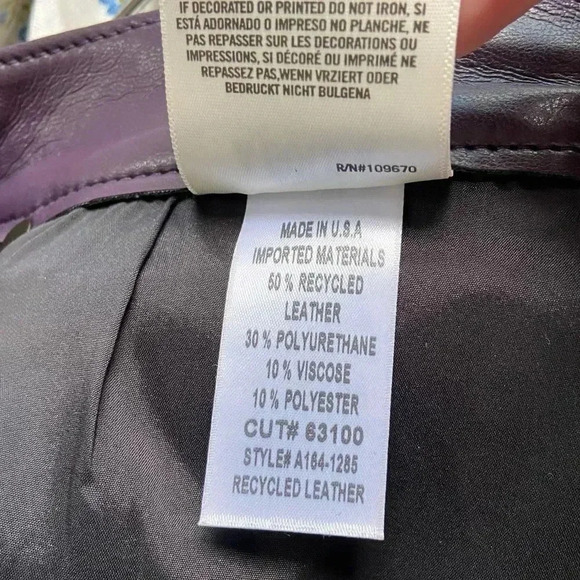 IF DECORATED OR PRINTED DO NOT IRON, SI
ESTÁ ADORNADO O IMPRESO NO PLANCHE, NE
PAS REPASSER SUR LES DECORATIONS OU
IMPRESSIONS, SI DÉCORÉ OU IMPRIMÉ NE
REPASSEZ PAS,WENN VRZIERT ODER
BEDRUCKT NICHT BULGENA
R/N#109670
MADE IN U.S.A
IMPORTED MATERIALS
50 % RECYCLED
LEATHER
30 % POLYURETHANE
10 % VISCOSE
10 % POLYESTER
CUT# 63100
STYLE# A164-1285
RECYCLED LEATHER